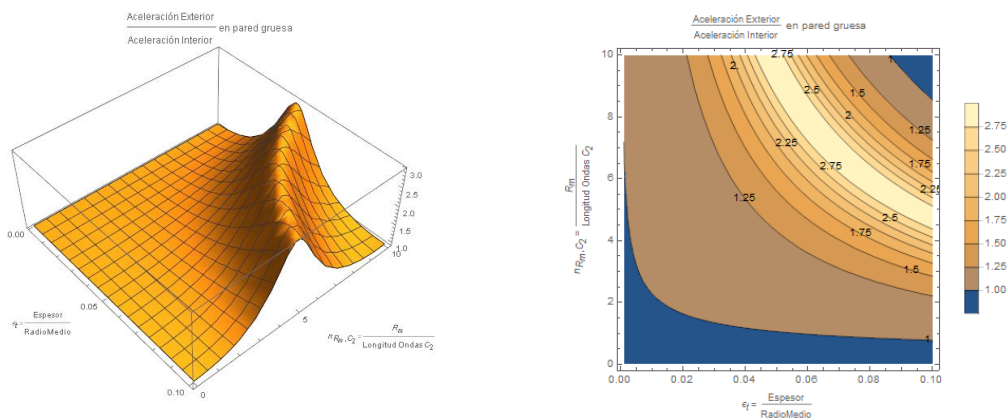 Aceleración Exterior
Aceleración Interior
en pared gruesa
3.0
2.5
2.0
1.5
1.0
10
5
0
0.00
0.05
0.10
Espesor
RadioMedio
n Rm, C2 =
Rm
Longitud Ondas C2
Aceleración Exterior
Aceleración Interior
en pared gruesa
10
8
6
4
2
0
n Rm, C2 =
Rm
Longitud Ondas C2
2.75
1
2.
2.5
1.5
2.
2.25
1.25
2.75
1.75
1.25
2.25
2.5
1.75
1.5
1.
0.00
0.02
0.04
0.06
0.08
0.10
ϵt =
Espesor
RadioMedio
2.75
2.50
2.25
2.00
1.75
1.50
1.25
1.00